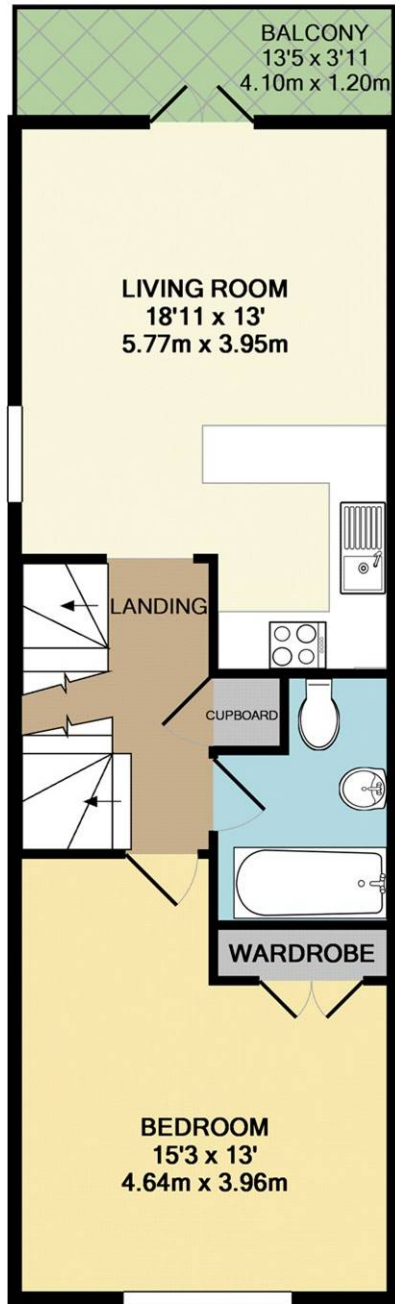 BALCONY
13'5 x 3'11
4.10m x 1.20m
LIVING ROOM
18'11 x 13'
5.77m x 3.95m
LANDING
CUPBOARD
WARDROBE
BEDROOM
15'3 x 13'
4.64m x 3.96m